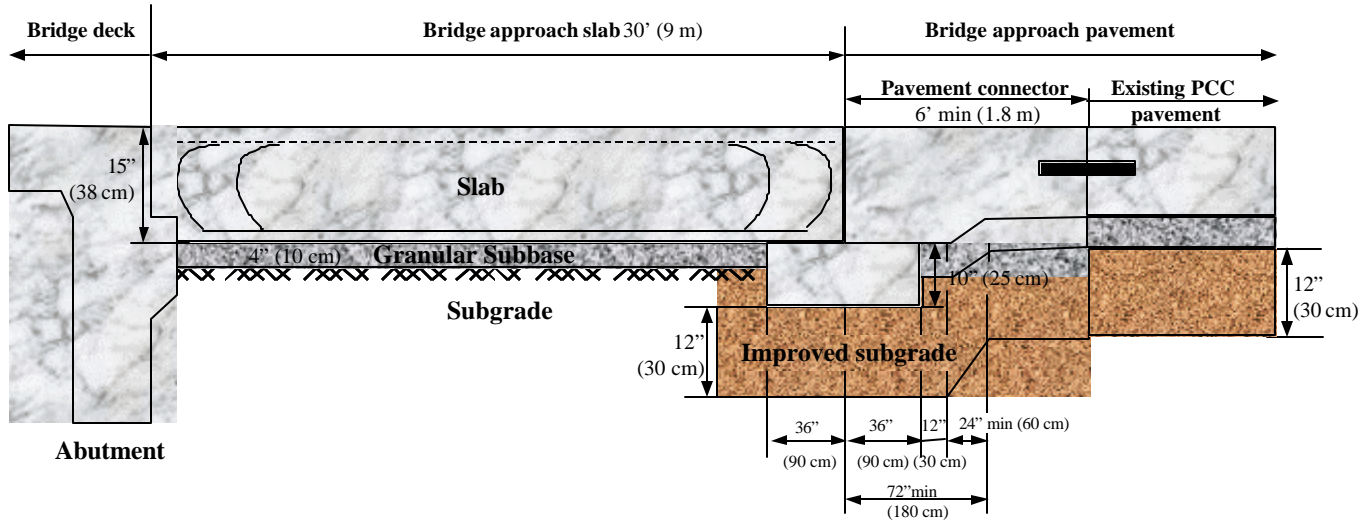 Bridge deck
Bridge approach slab 30’ (9 m)
Bridge approach pavement
Pavement connector
6’ min (1.8 m)
Existing PCC
pavement
15”
(38 cm)
Slab
4” (10 cm)
Granular Subbase
10” (25 cm)
12”
(30 cm)
Subgrade
12”
(30 cm)
Improved subgrade
36”
(90 cm)
36”
(90 cm)
12”
(30 cm)
24” min (60 cm)
72”min
(180 cm)
Abutment